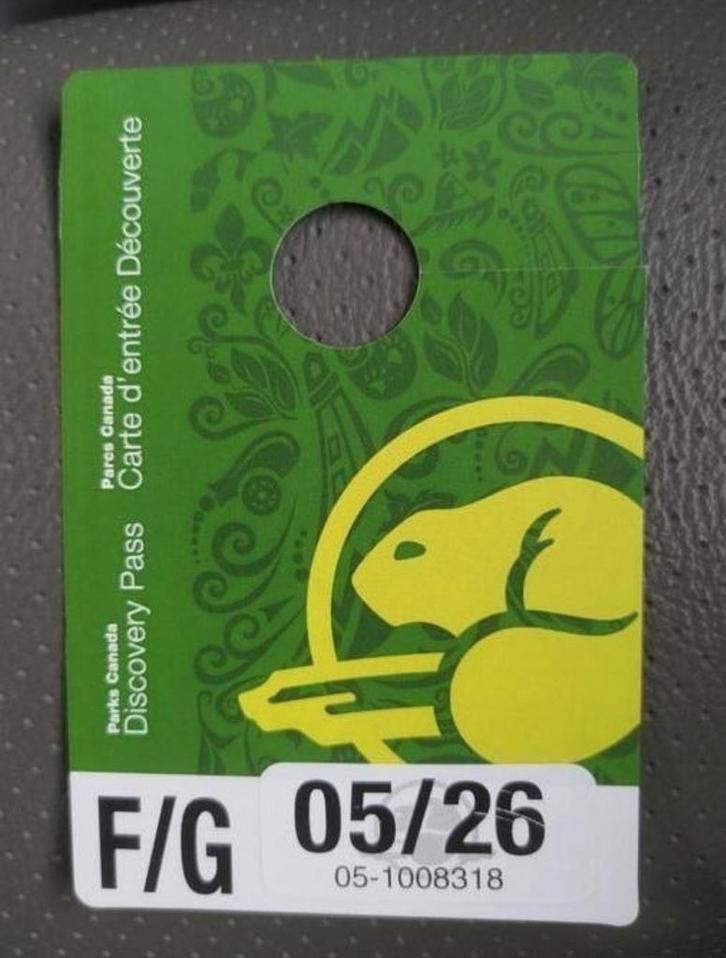 Parks Canada
Discovery Pass
Parcs Canada
Carte d'entrée Découverte
F/G
05/26
05-1008318